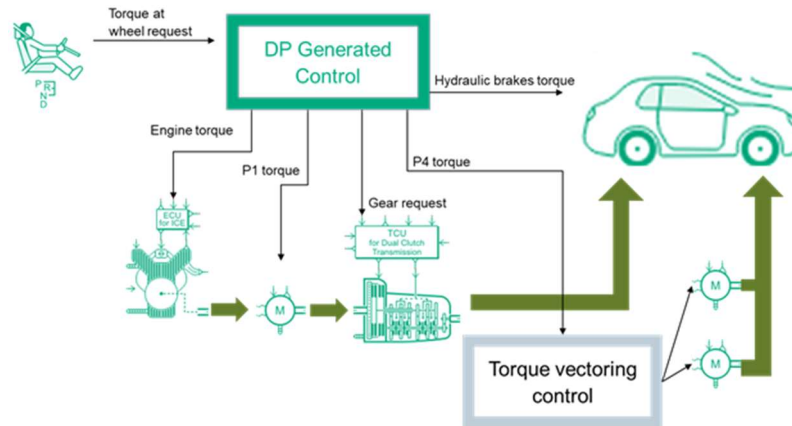 Torque at
wheel request
DP Generated
Control
Hydraulic brakes torque
P R
N
D
Engine torque
P1 torque
P4 torque
Gear request
ECU
for ICE
TCU
for Dual Clutch
Transmission
M
M
M
Torque vectoring
control